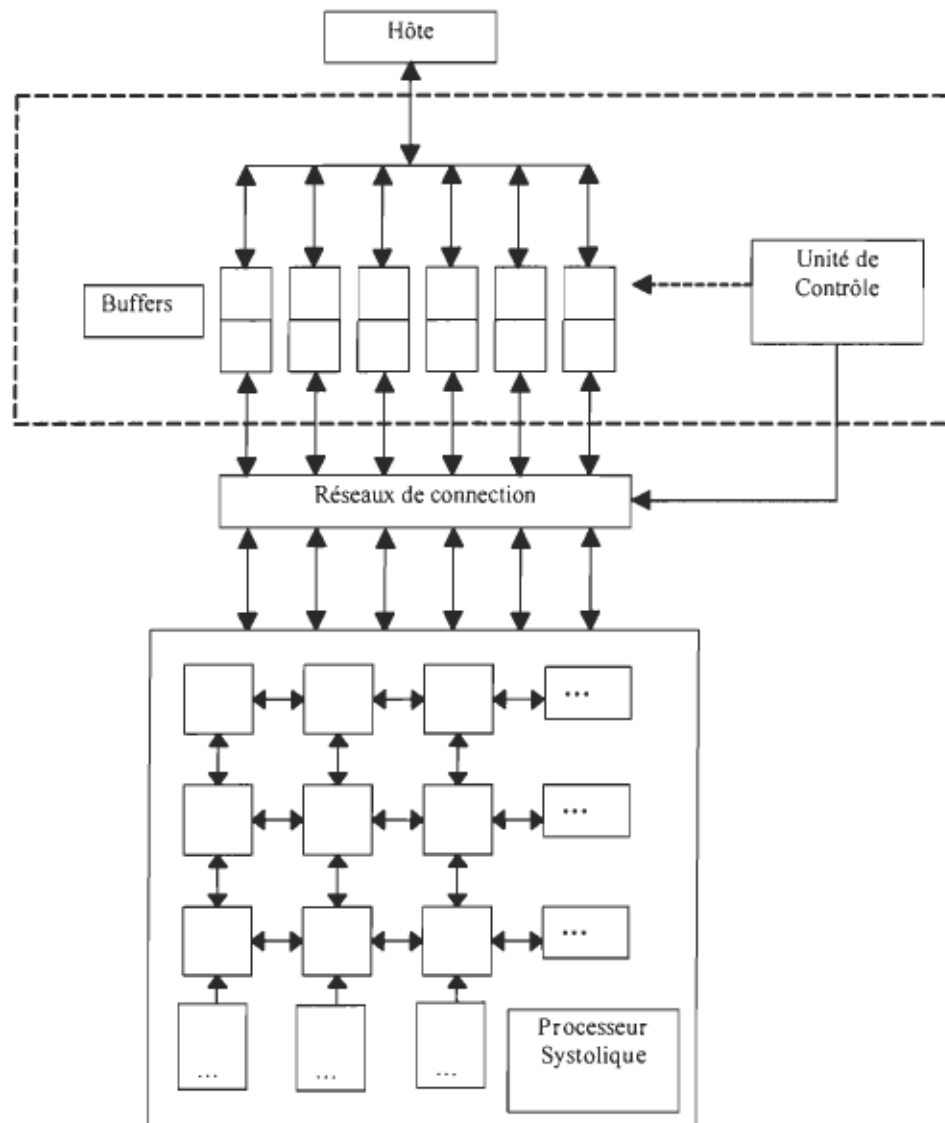 Hôte
Unité de
Contrôle
Buffers
Réseaux de connection
...
...
...
Processeur
Systolique
...
...
...